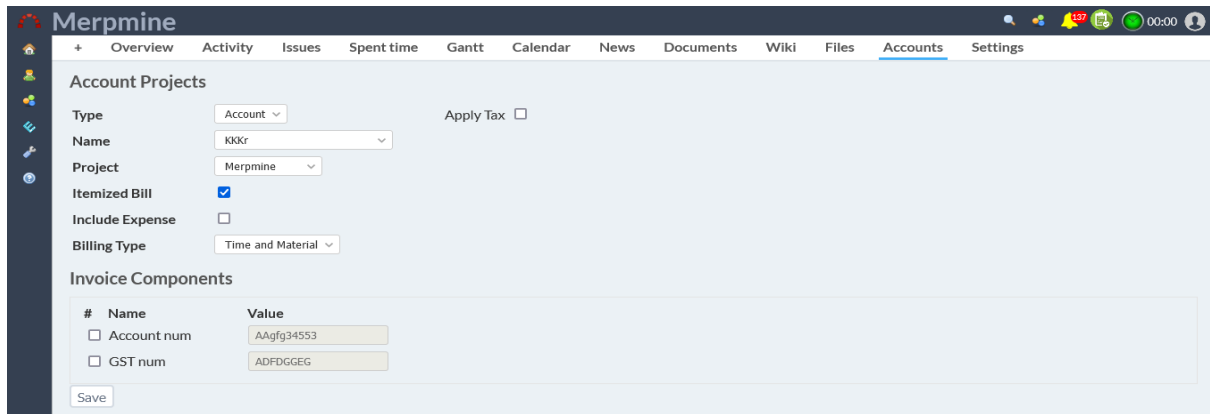 Merpmine 137 00:00
+ Overview Activity Issues Spent time Gantt Calendar News Documents Wiki Files Accounts Settings
Account Projects
Type Account Apply Tax
Name KKKr
Project Merpmine
Itemized Bill
Include Expense
Billing Type Time and Material
Invoice Components
# Name Value
Account num AAgfg34553
GST num ADFDGGEG
Save